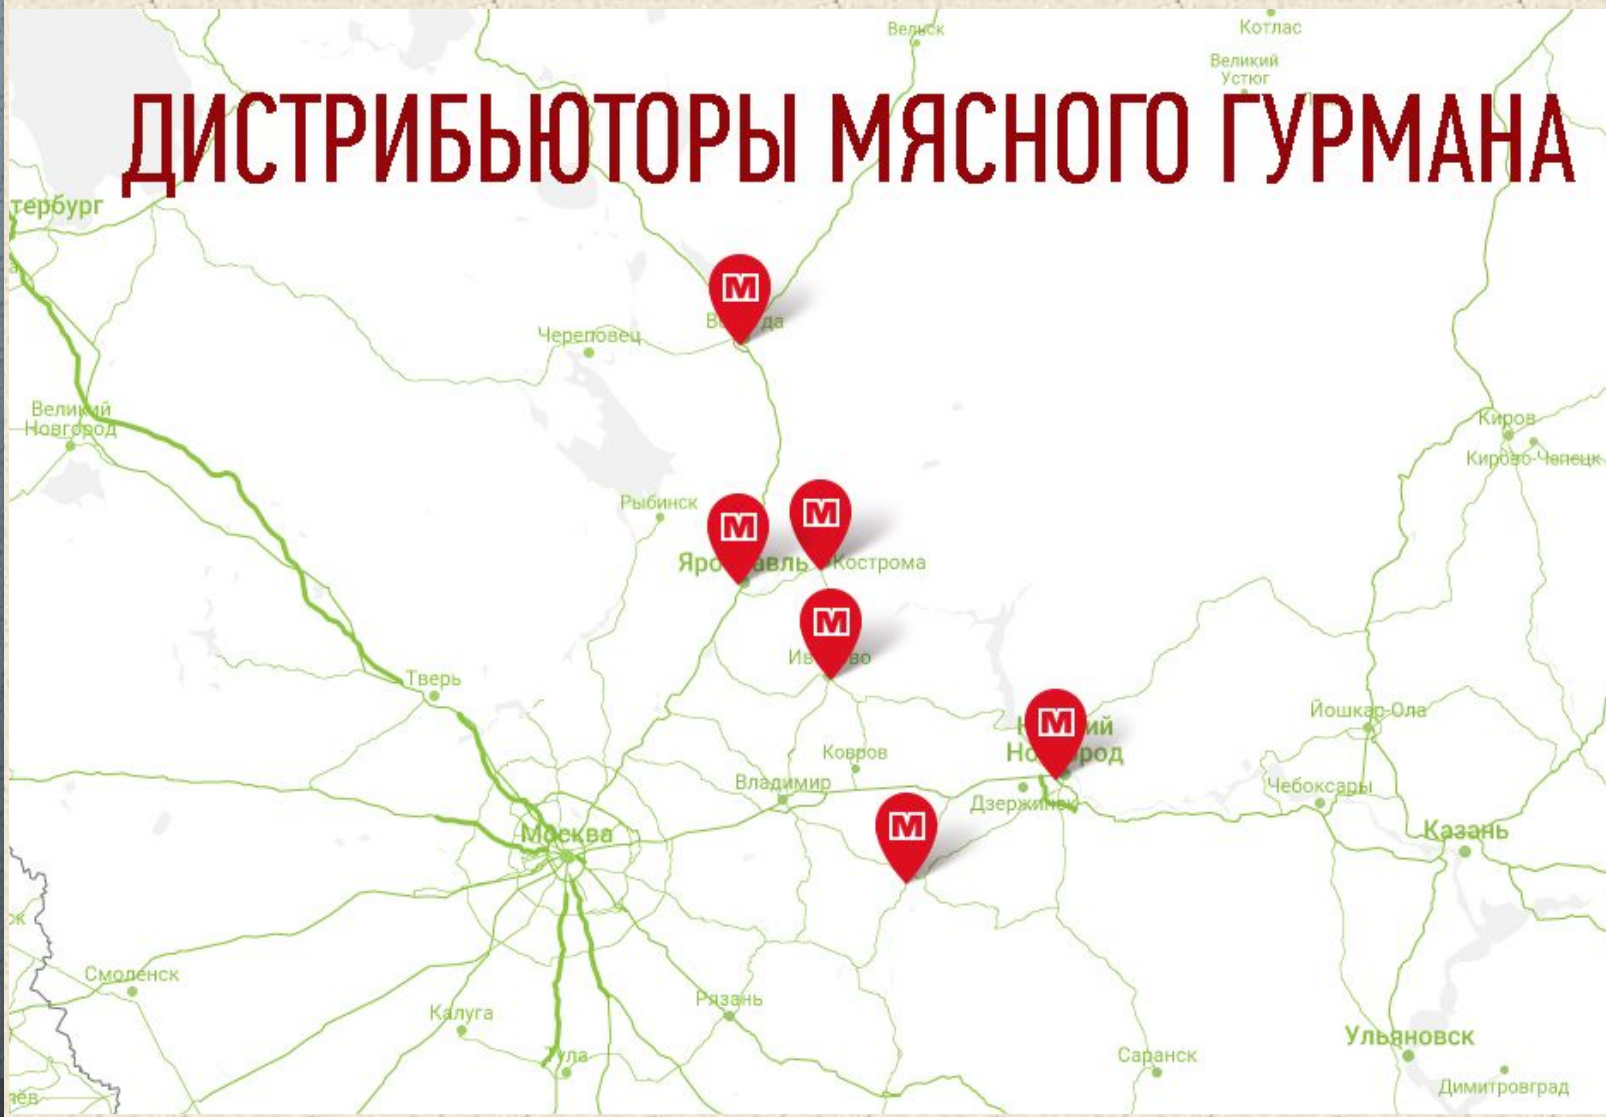 Вельск
Котлас
Великий
Устюг
ДИСТРИБЬЮТОРЫ МЯСНОГО ГУРМАНА
тербург
М
Череповец
Великий
Новгород
Киров
Кирово-Чепецк
Рыбинск
М
М
Кострома
М
Тверь
Йошкар-Ола
М
Ковров
Владимир
Чебоксары
Дзержинск
М
Москва
Казань
Смоленск
Рязань
Калуга
Ульяновск
Тула
Саранск
Димитровград